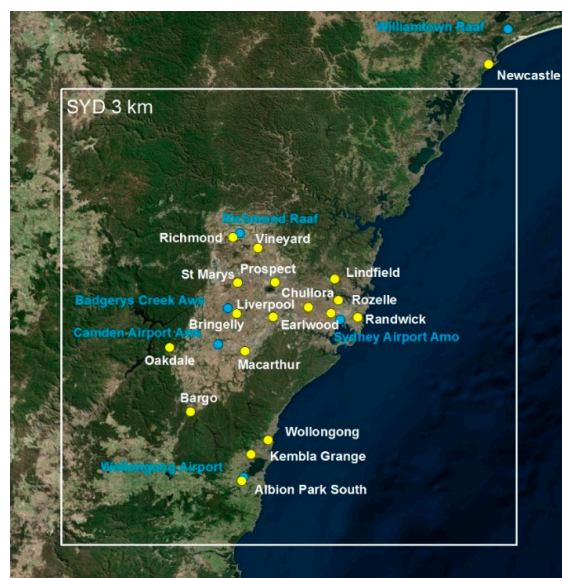 Williamtown Raaf
Newcastle
SYD 3 km
Richmond Raaf
Richmond
Vineyard
St Marys
Prospect
Lindfield
Badgerys Creek Aws
Liverpool
Chullora
Rozelle
Bringelly
Earlwood
Randwick
Camden Airport Aws
Sydney Airport Amo
Oakdale
Macarthur
Bargo
Wollongong
Kembla Grange
Wollongong Airport
Albion Park South